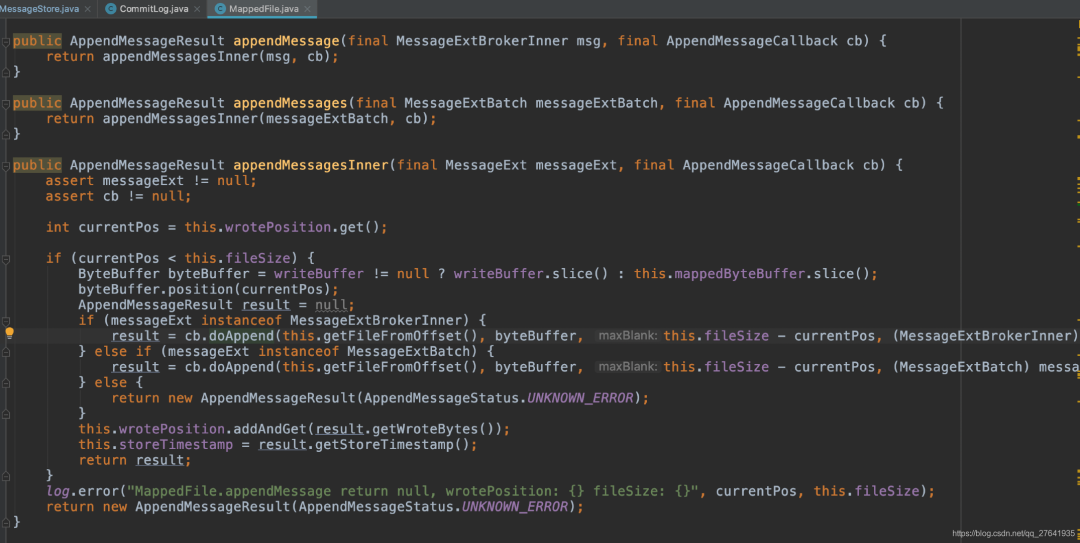 MessageStore.java × CommitLog.java × MappedFile.java ×
public AppendMessageResult appendMessage(final MessageExtBrokerInner msg, final AppendMessageCallback cb) {
    return appendMessagesInner(msg, cb);
}
public AppendMessageResult appendMessages(final MessageExtBatch messageExtBatch, final AppendMessageCallback cb) {
    return appendMessagesInner(messageExtBatch, cb);
}
public AppendMessageResult appendMessagesInner(final MessageExt messageExt, final AppendMessageCallback cb) {
    assert messageExt != null;
    assert cb != null;
    int currentPos = this.wrotePosition.get();
    if (currentPos < this.fileSize) {
        ByteBuffer byteBuffer = writeBuffer != null ? writeBuffer.slice() : this.mappedByteBuffer.slice();
        byteBuffer.position(currentPos);
        AppendMessageResult result = null;
        if (messageExt instanceof MessageExtBrokerInner) {
            result = cb.doAppend(this.getFileFromOffset(), byteBuffer, maxBlank: this.fileSize - currentPos, (MessageExtBrokerInner)
        } else if (messageExt instanceof MessageExtBatch) {
            result = cb.doAppend(this.getFileFromOffset(), byteBuffer, maxBlank: this.fileSize - currentPos, (MessageExtBatch) messa
        } else {
            return new AppendMessageResult(AppendMessageStatus.UNKNOWN_ERROR);
        }
        this.wrotePosition.addAndGet(result.getWroteBytes());
        this.storeTimestamp = result.getStoreTimestamp();
        return result;
    }
    log.error("MappedFile.appendMessage return null, wrotePosition: {} fileSize: {}", currentPos, this.fileSize);
    return new AppendMessageResult(AppendMessageStatus.UNKNOWN_ERROR);
}
https://blog.csdn.net/qq_27641935